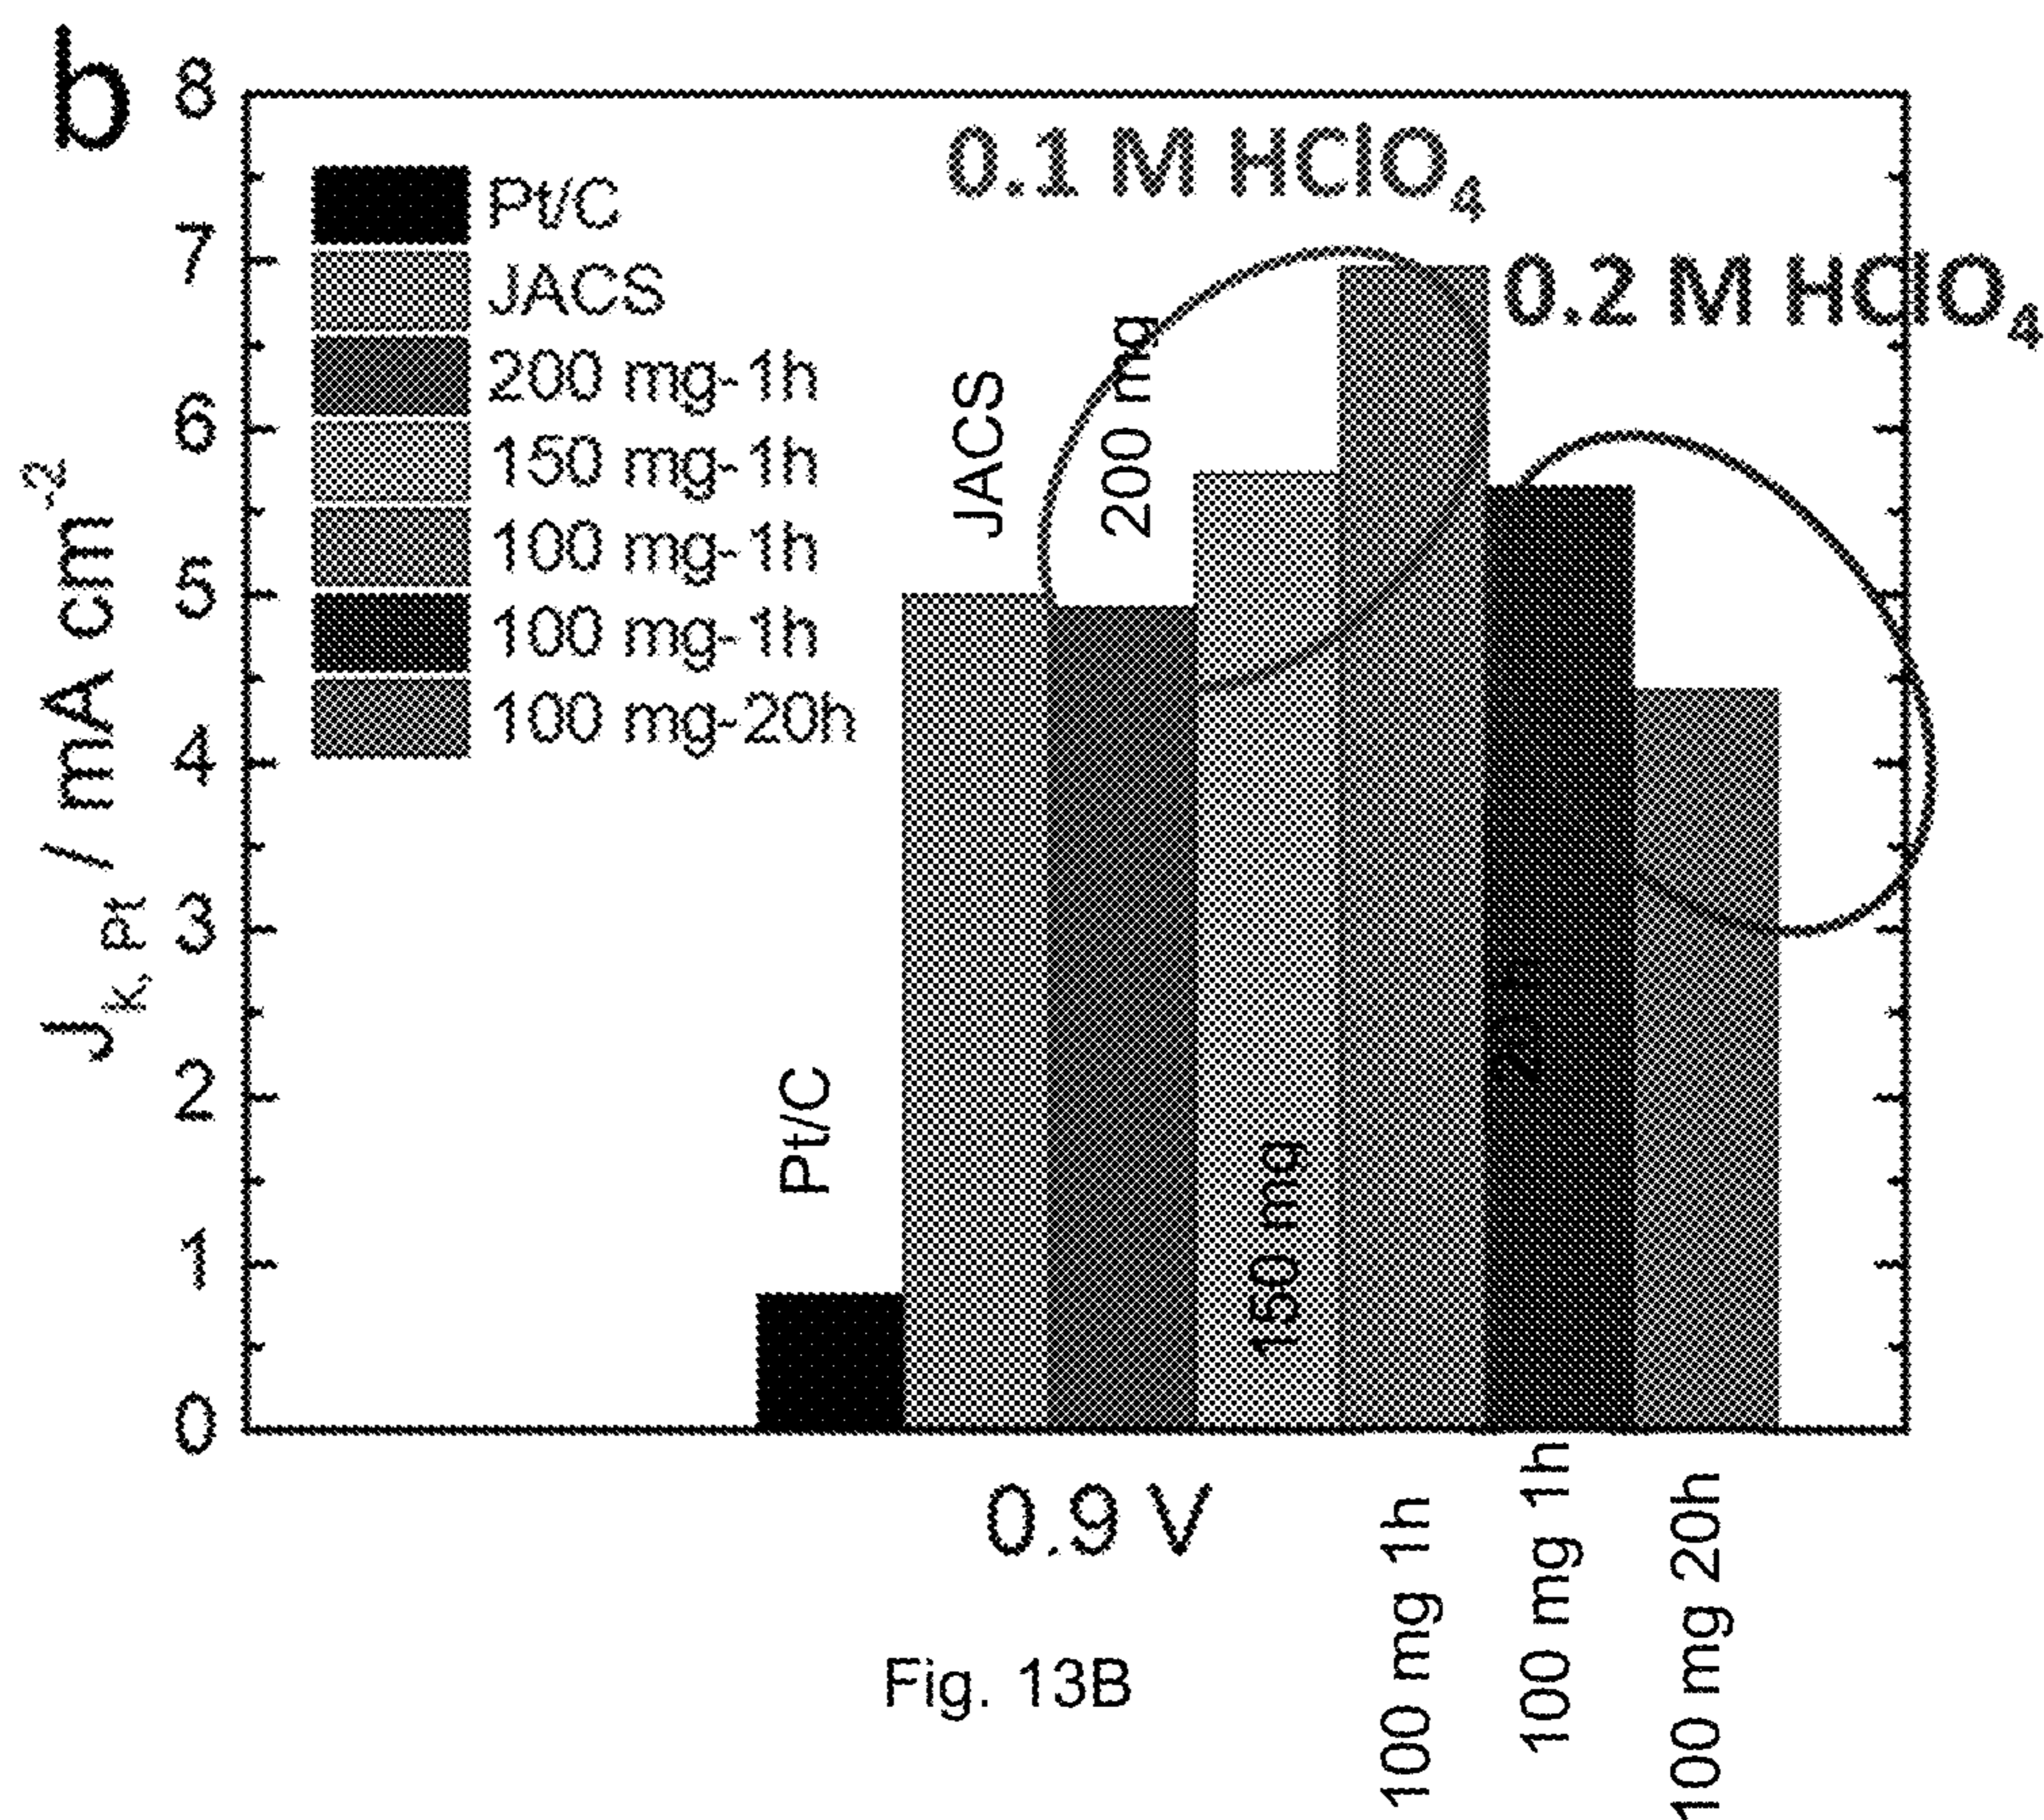 b
8
7
6
5
4
3
2
1
0
J k, Pt / mA cm-2
Pt/C
JACS
200 mg-1h
150 mg-1h
100 mg-1h
100 mg-1h
100 mg-20h
0.1 M HClO4
0.2 M HClO4
Pt/C
JACS
200 mg
150 mg
100 mg 1h
100 mg 1h
100 mg 20h
0.9 V
Fig. 13B